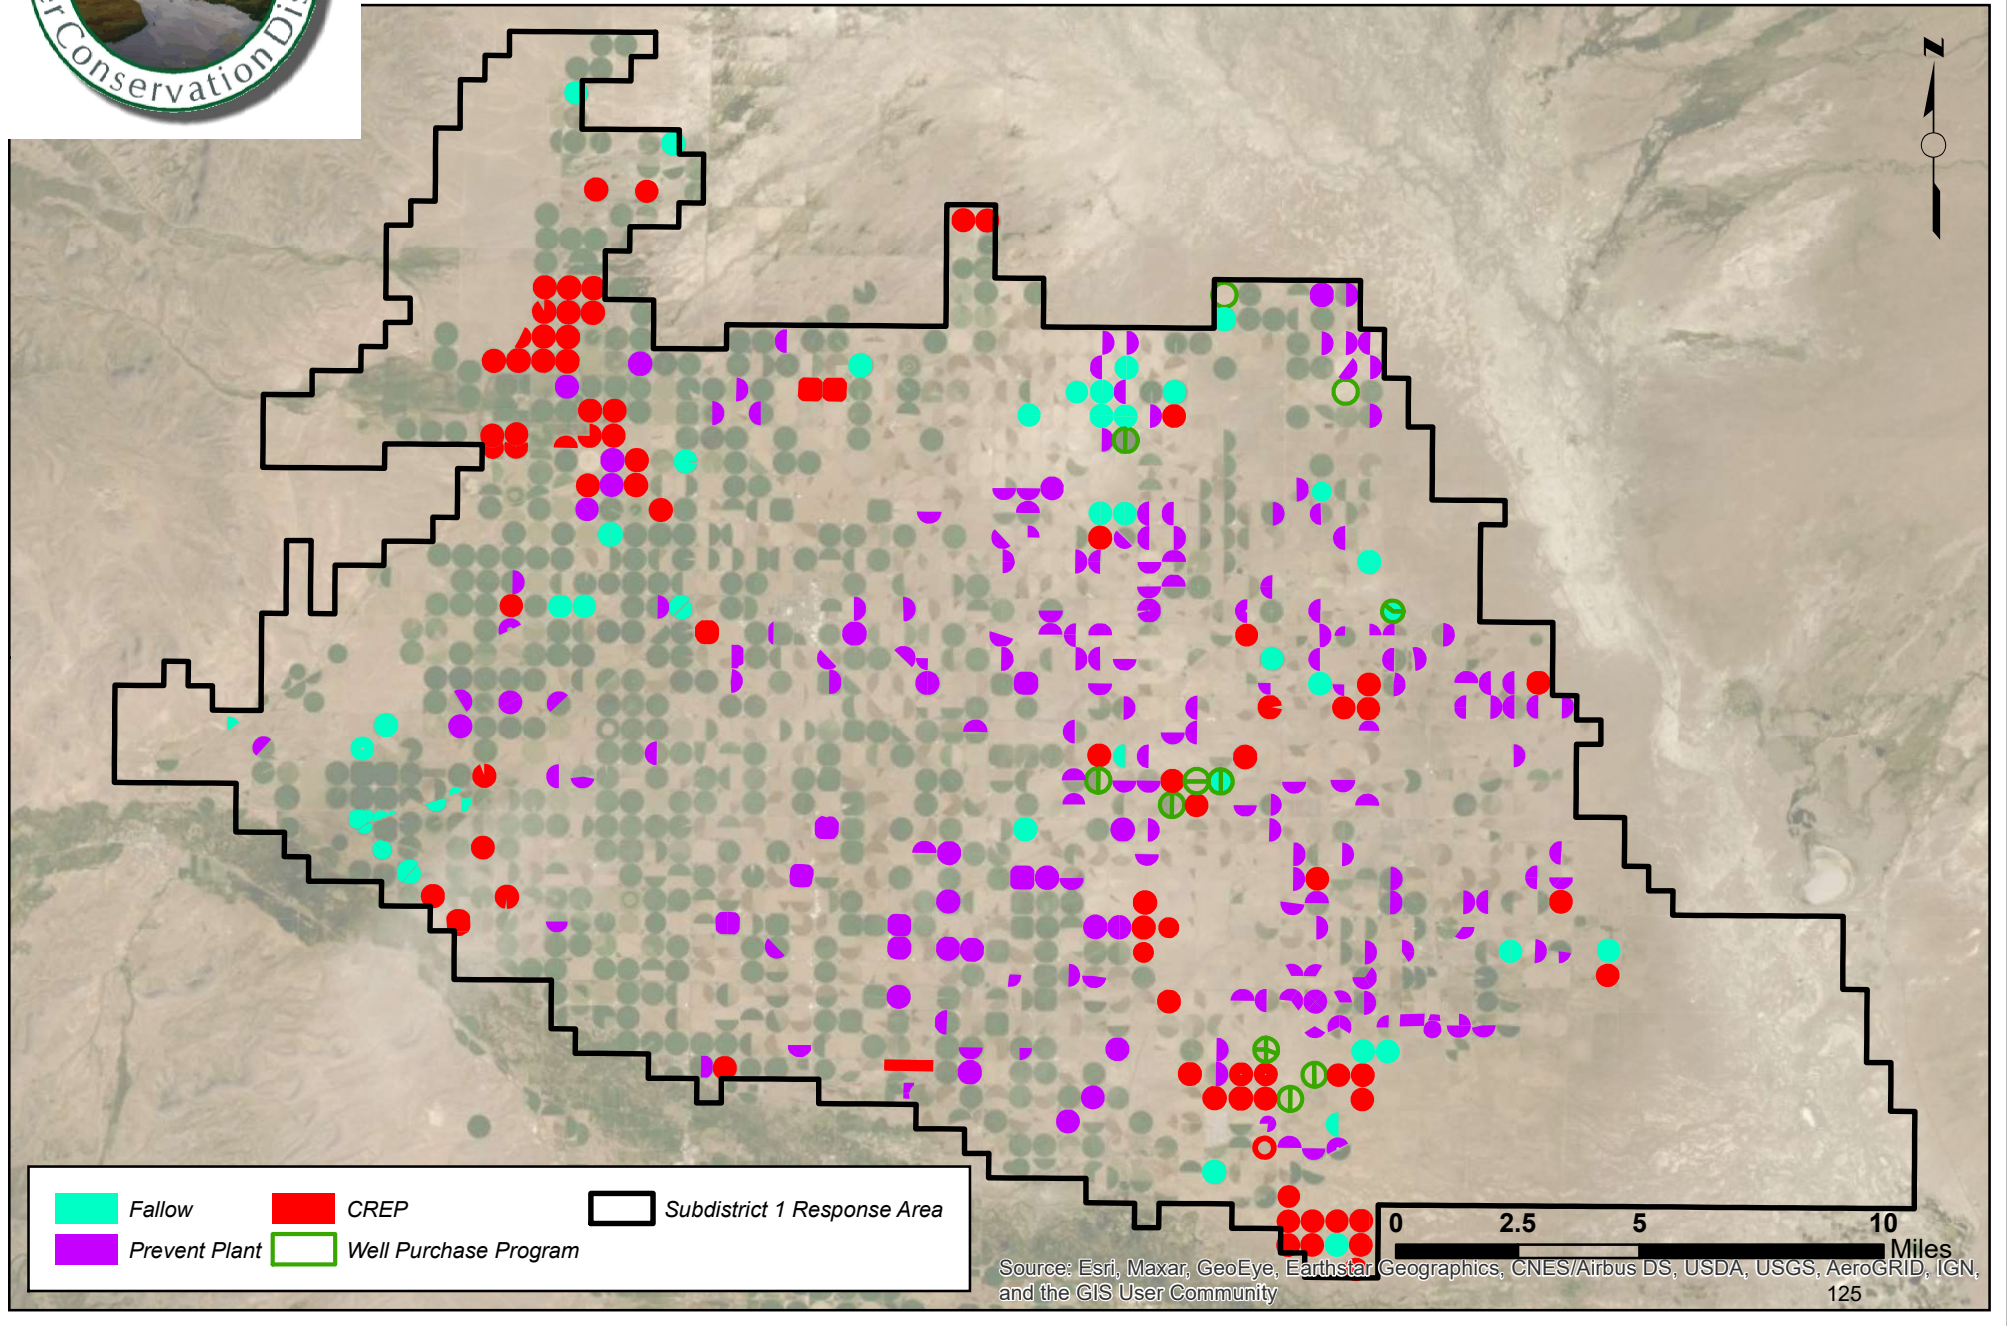 Conservation
N
Fallow
CREP
Subdistrict 1 Response Area
Prevent Plant
Well Purchase Program
0 2.5 5 10
Miles
Source: Esri, Maxar, GeoEye, Earthstar Geographics, CNES/Airbus DS, USDA, USGS, AeroGRID, IGN,
and the GIS User Community
125